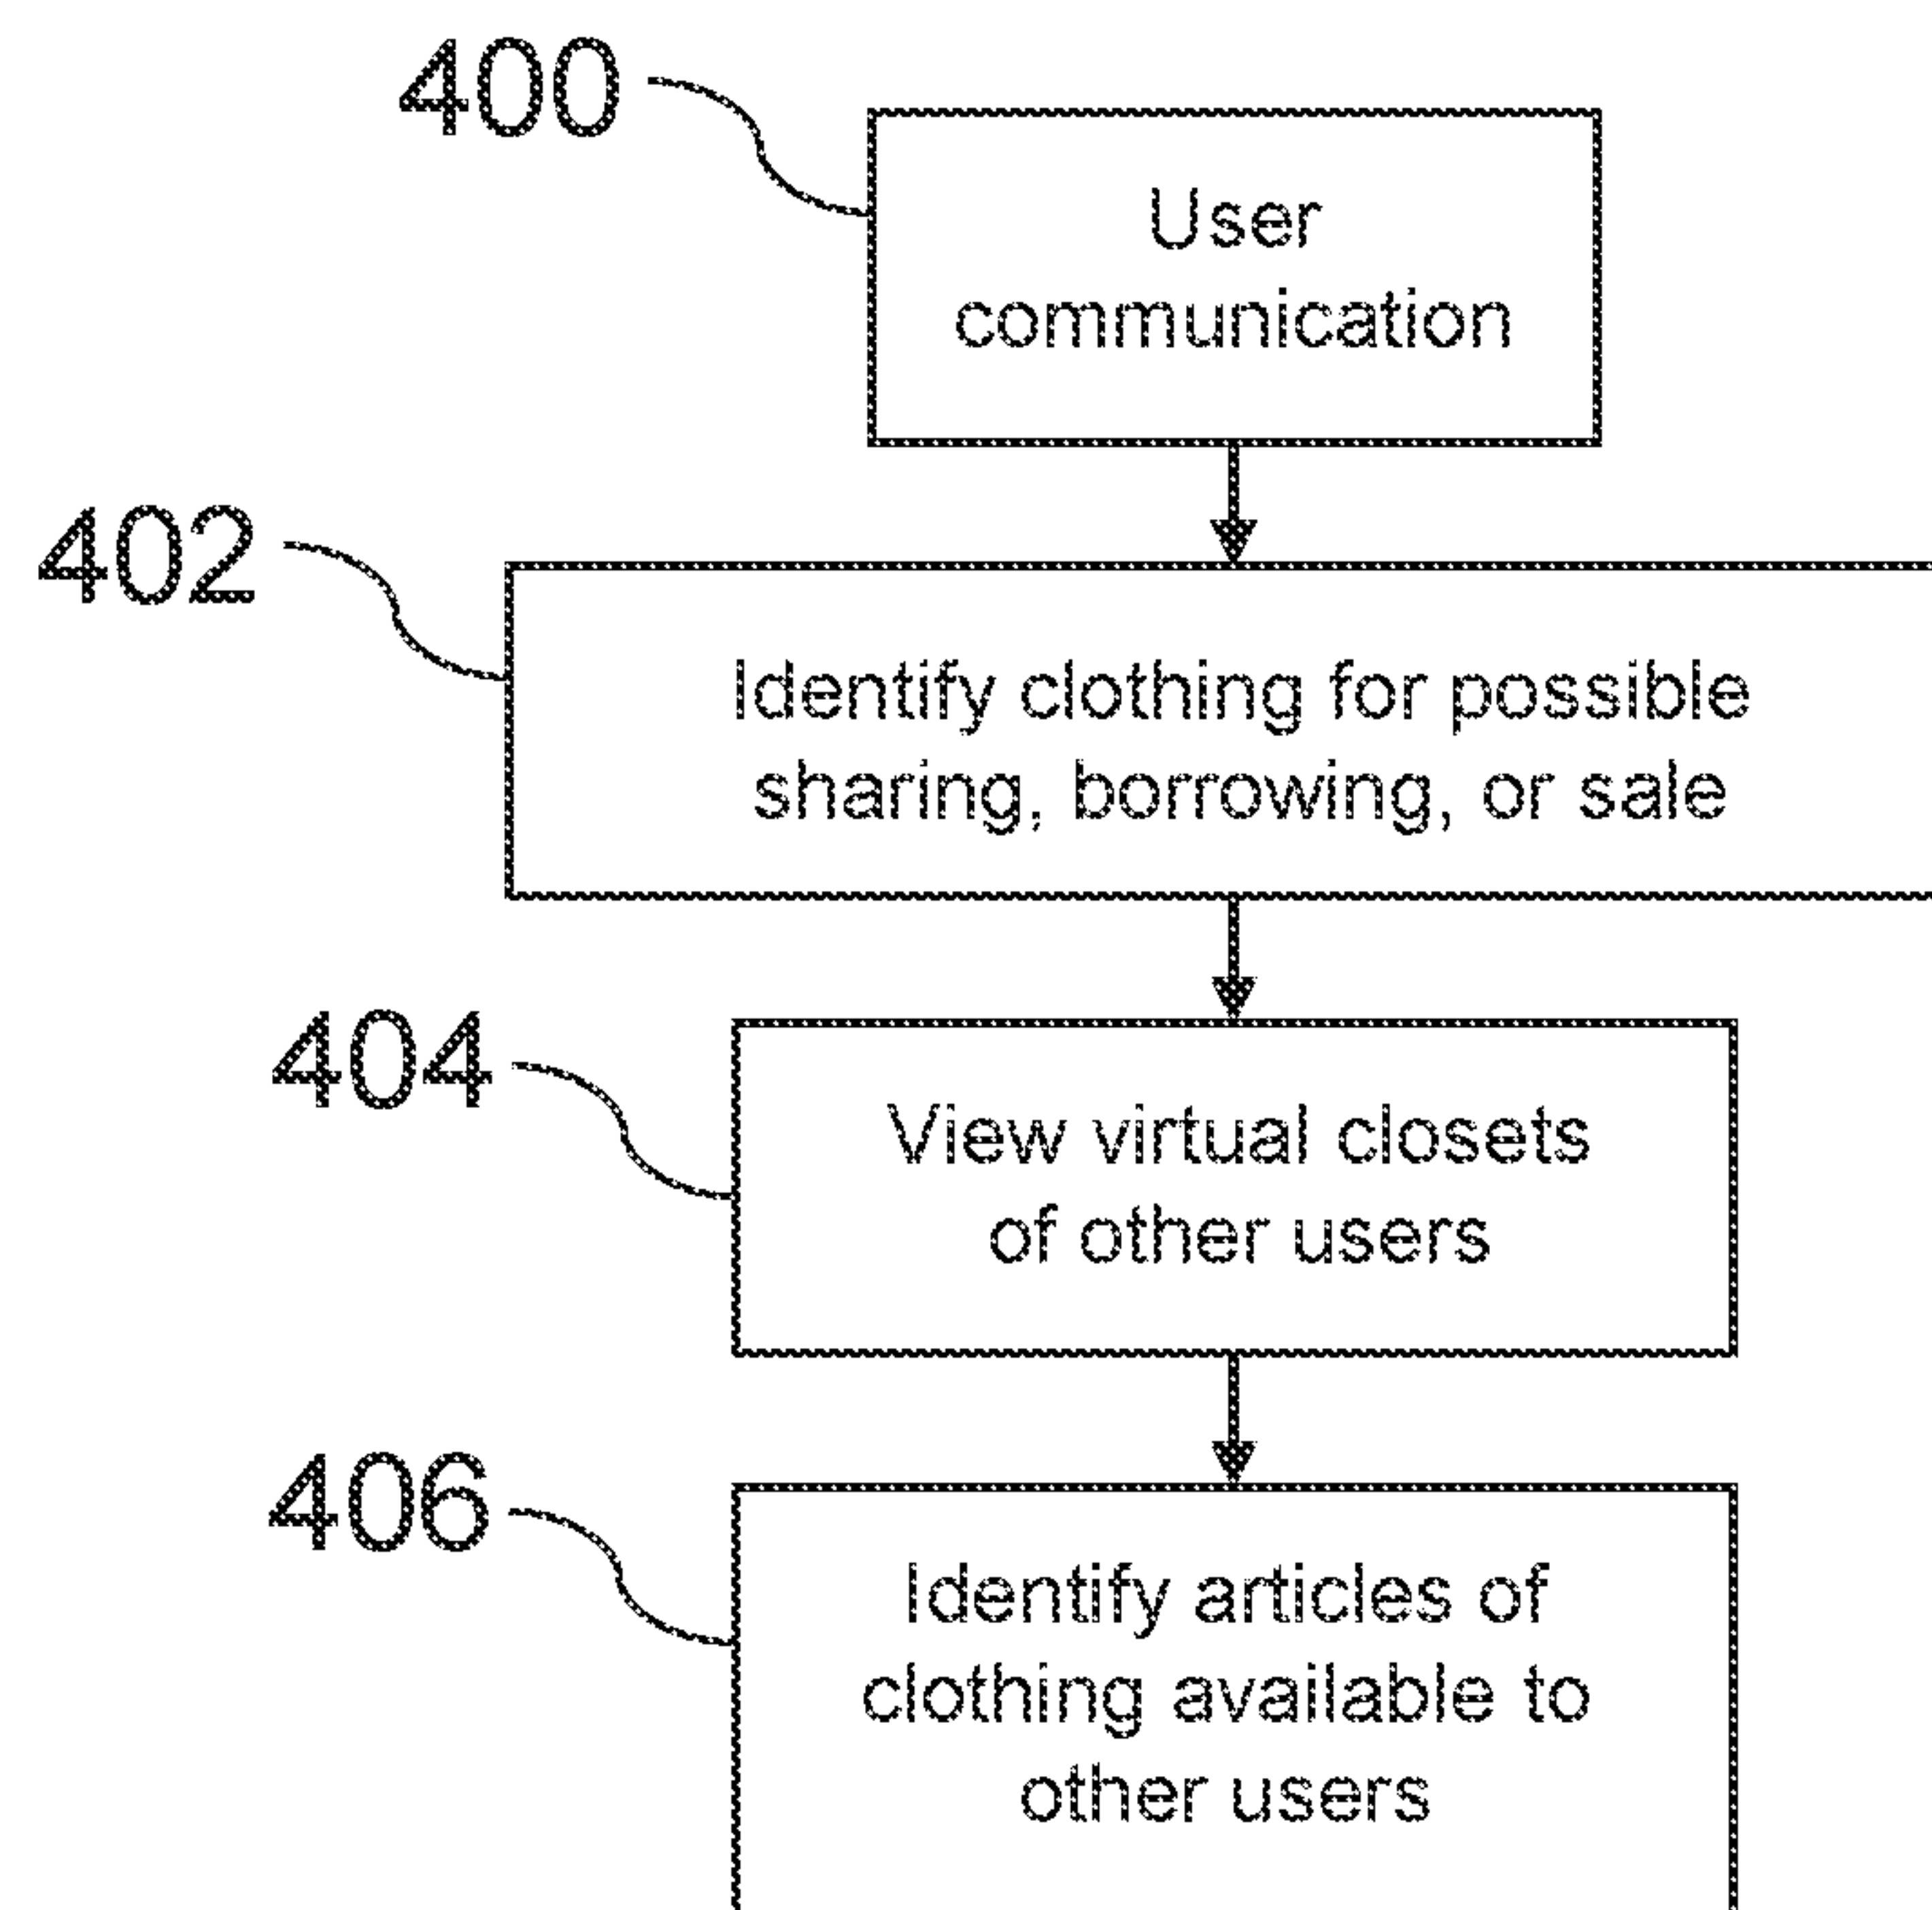 400
User
communication
402
Identify clothing for possible
sharing, borrowing, or sale
404
View virtual closets
of other users
406
Identify articles of
clothing available to
other users